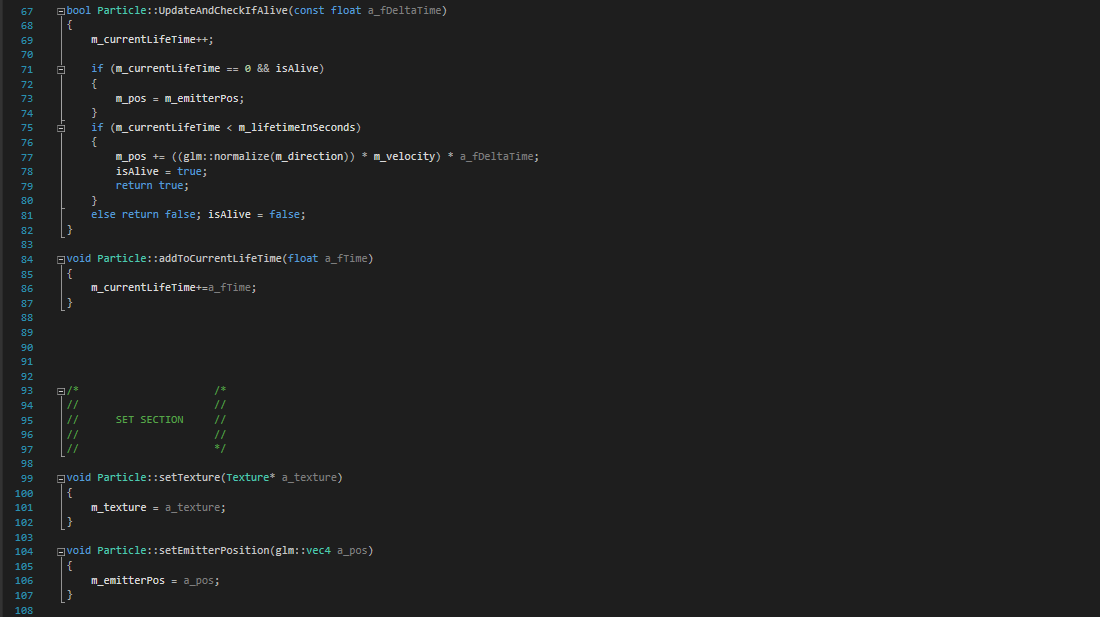 67 bool Particle::UpdateAndCheckIfAlive(const float a_fDeltaTime)
68 {
69     m_currentLifeTime++;
70
71     if (m_currentLifeTime == 0 && isAlive)
72     {
73         m_pos = m_emitterPos;
74     }
75     if (m_currentLifeTime < m_lifetimeInSeconds)
76     {
77         m_pos += ((glm::normalize(m_direction)) * m_velocity) * a_fDeltaTime;
78         isAlive = true;
79         return true;
80     }
81     else return false; isAlive = false;
82 }
83
84 void Particle::addToCurrentLifeTime(float a_fTime)
85 {
86     m_currentLifeTime+=a_fTime;
87 }
88
89
90
91
92
93 /*                      /*
94 //                      //
95 //      SET SECTION     //
96 //                      //
97 //                      */
98
99 void Particle::setTexture(Texture* a_texture)
100 {
101     m_texture = a_texture;
102 }
103
104 void Particle::setEmitterPosition(glm::vec4 a_pos)
105 {
106     m_emitterPos = a_pos;
107 }
108